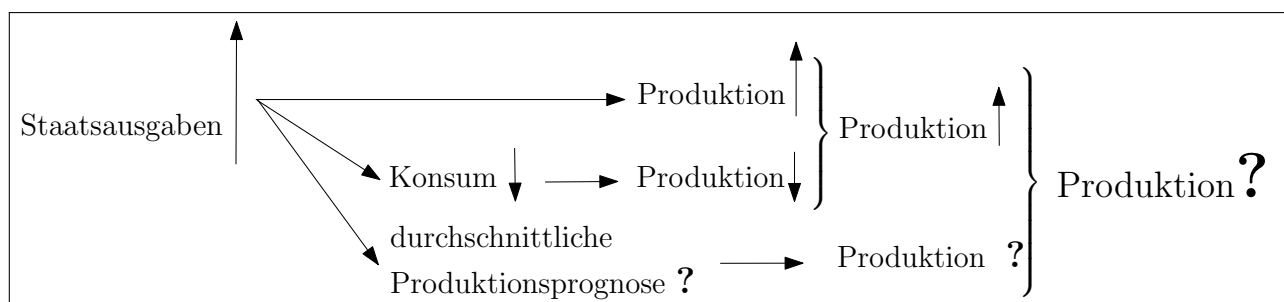 Staatsausgaben
Produktion
Konsum
Produktion
Produktion
durchschnittliche
Produktionsprognose ?
Produktion ?
Produktion ?